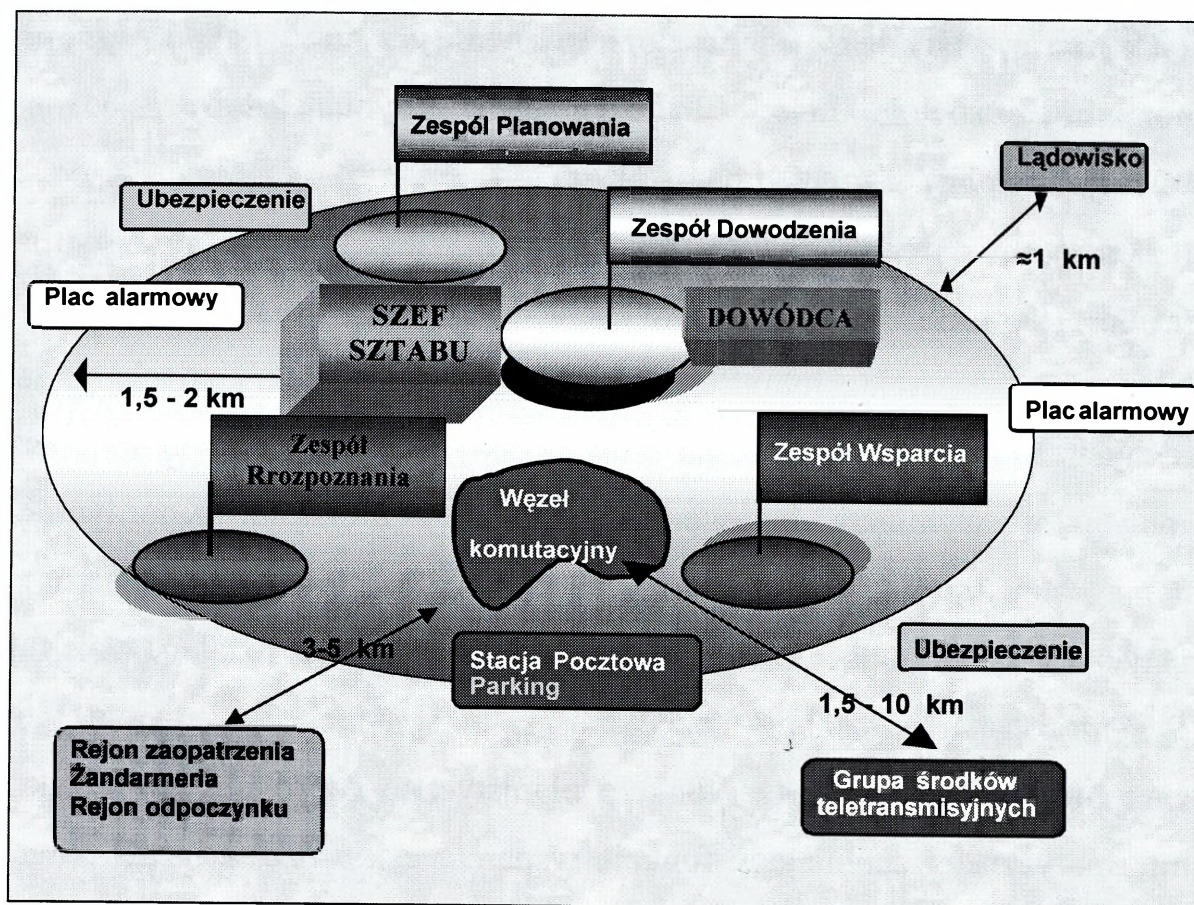 Zespół Planowania
Lądowisko
Ubezpieczenie
Zespół Dowodzenia
≈1 km
Plac alarmowy
SZEF
SZTABU
DOWÓDCA
1,5 - 2 km
Plac alarmowy
Zespół
Rrozpoznania
Zespół Wsparcia
Węzeł
komutacyjny
3-5 km
Stacja Pocztowa
Parking
Ubezpieczenie
1,5 - 10 km
Rejon zaopatrzenia
Żandarmeria
Rejon odpoczynku
Grupa środków
teletransmisyjnych